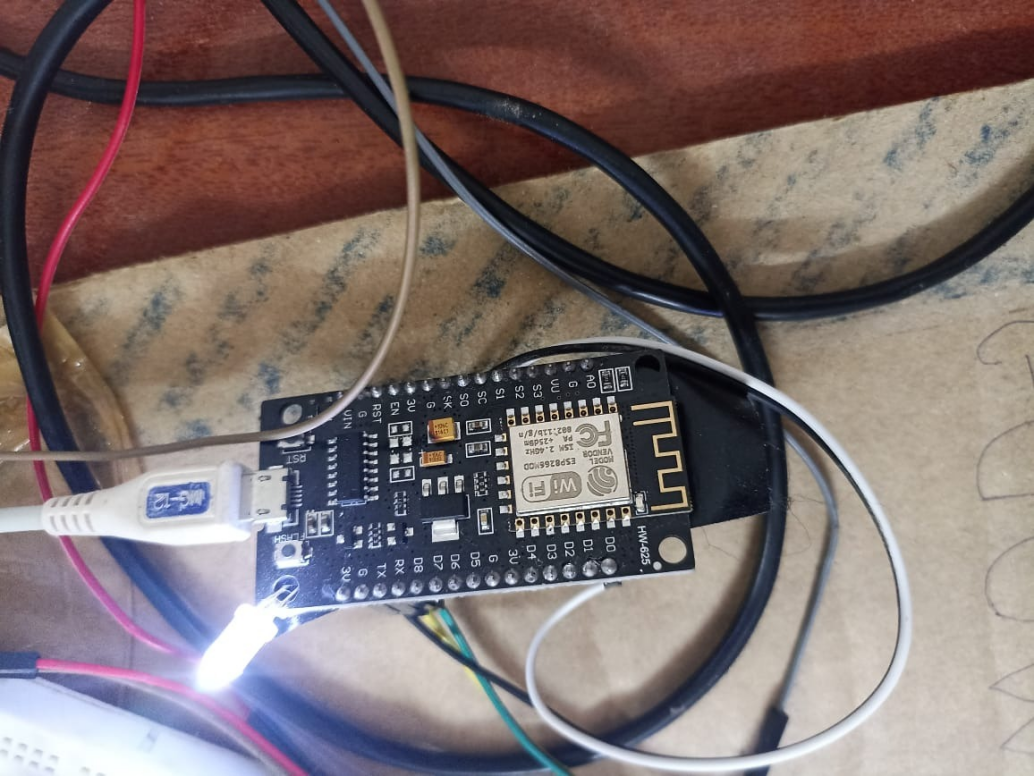 VIN
G
RST
EN
3V
G
SK
SO
SC
S1
S2
S3
VU
G
AO
RST
FLASH
MODEL
VENDOR
ESP8266MOD
ISM 2.4GHz
PA +25dBm
802.11b/g/n
FC
Wi Fi
3V
G
TX
RX
D8
D7
D6
D5
G
3V
D4
D3
D2
D1
D0
HW-625